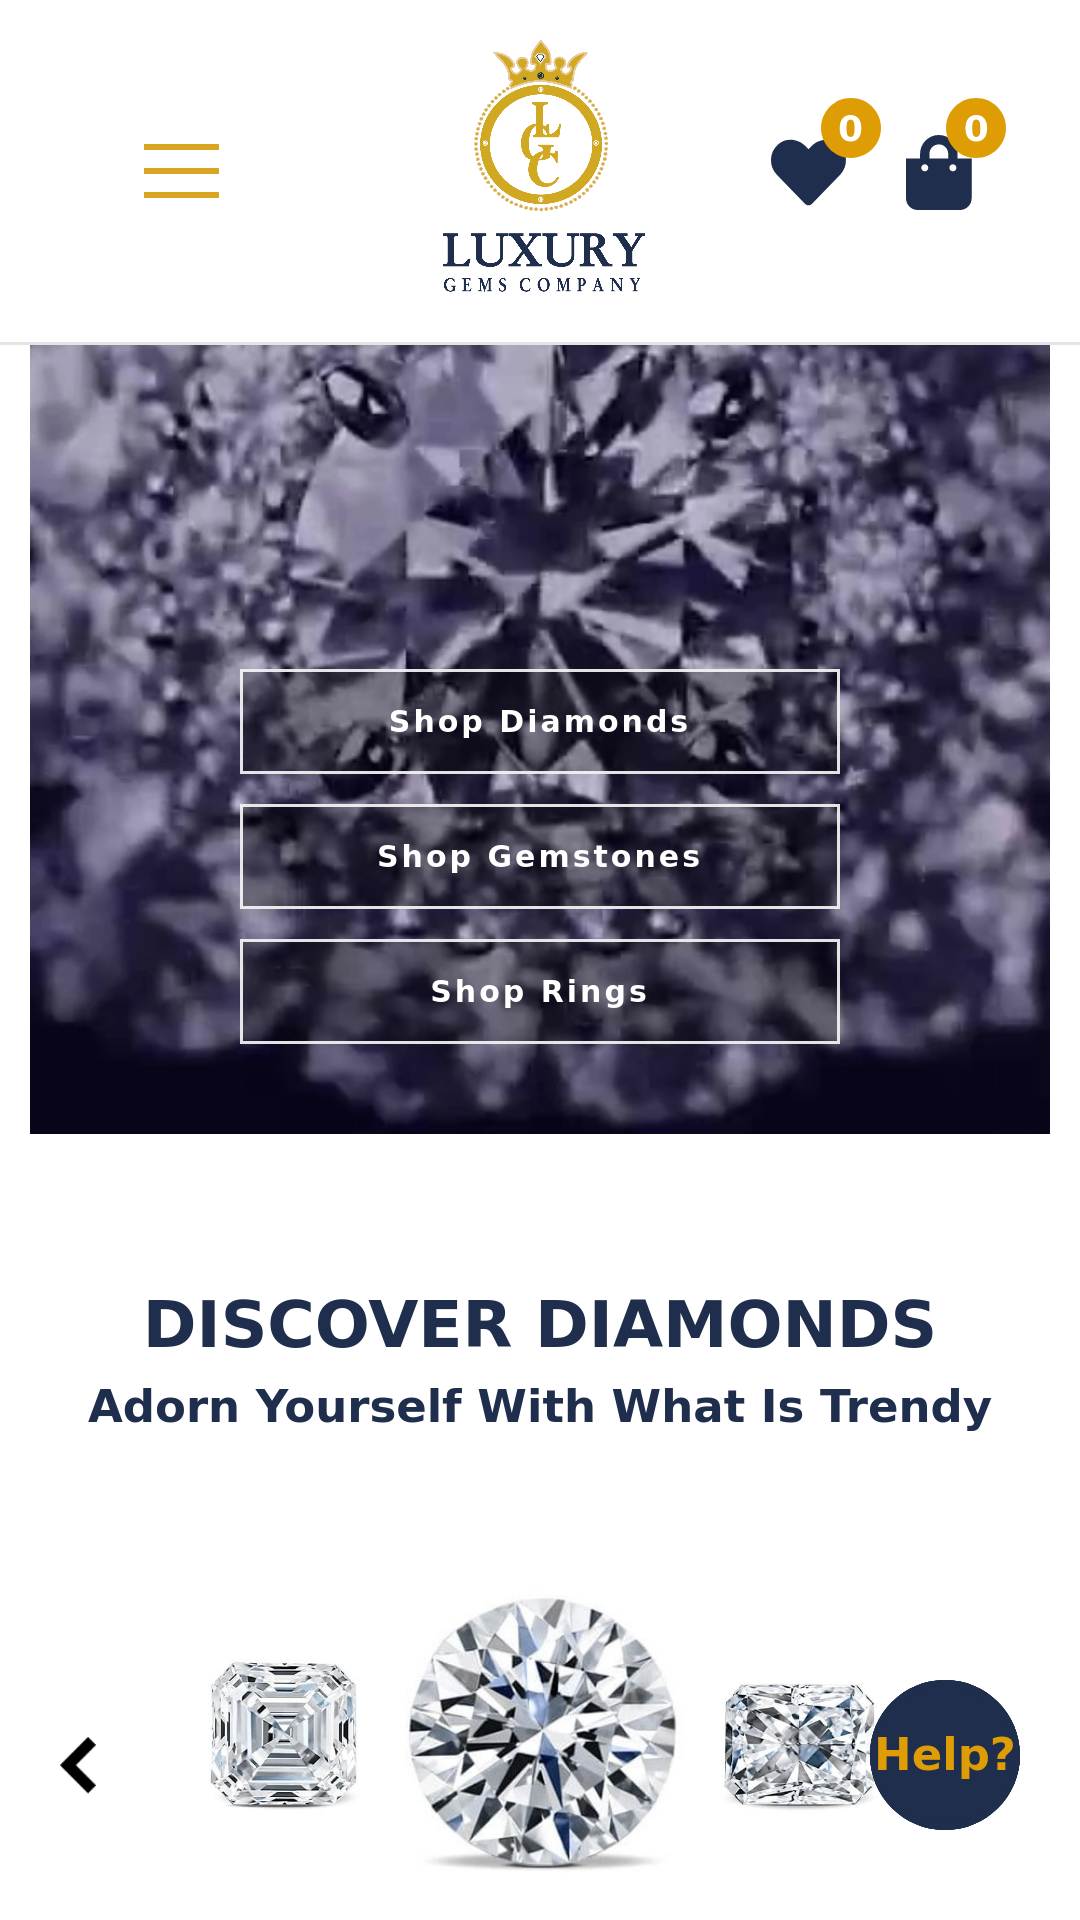 LGC
0
0
LUXURY
GEMS COMPANY
Shop Diamonds
Shop Gemstones
Shop Rings
DISCOVER DIAMONDS
Adorn Yourself With What Is Trendy
Help?